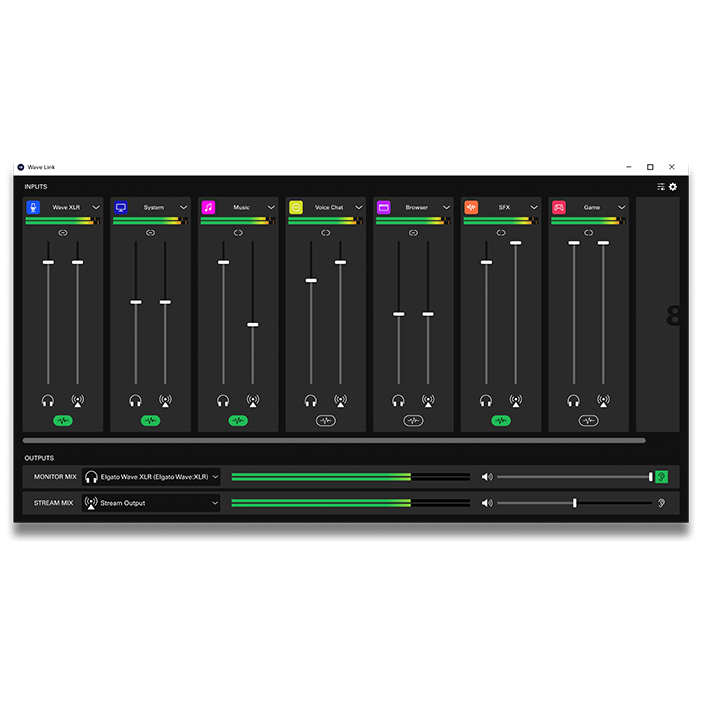 Wave Link
INPUTS
Wave XLR
System
Music
Voice Chat
Browser
SFX
Game
8
OUTPUTS
MONITOR MIX
Elgato Wave XLR (Elgato Wave:XLR)
STREAM MIX
Stream Output